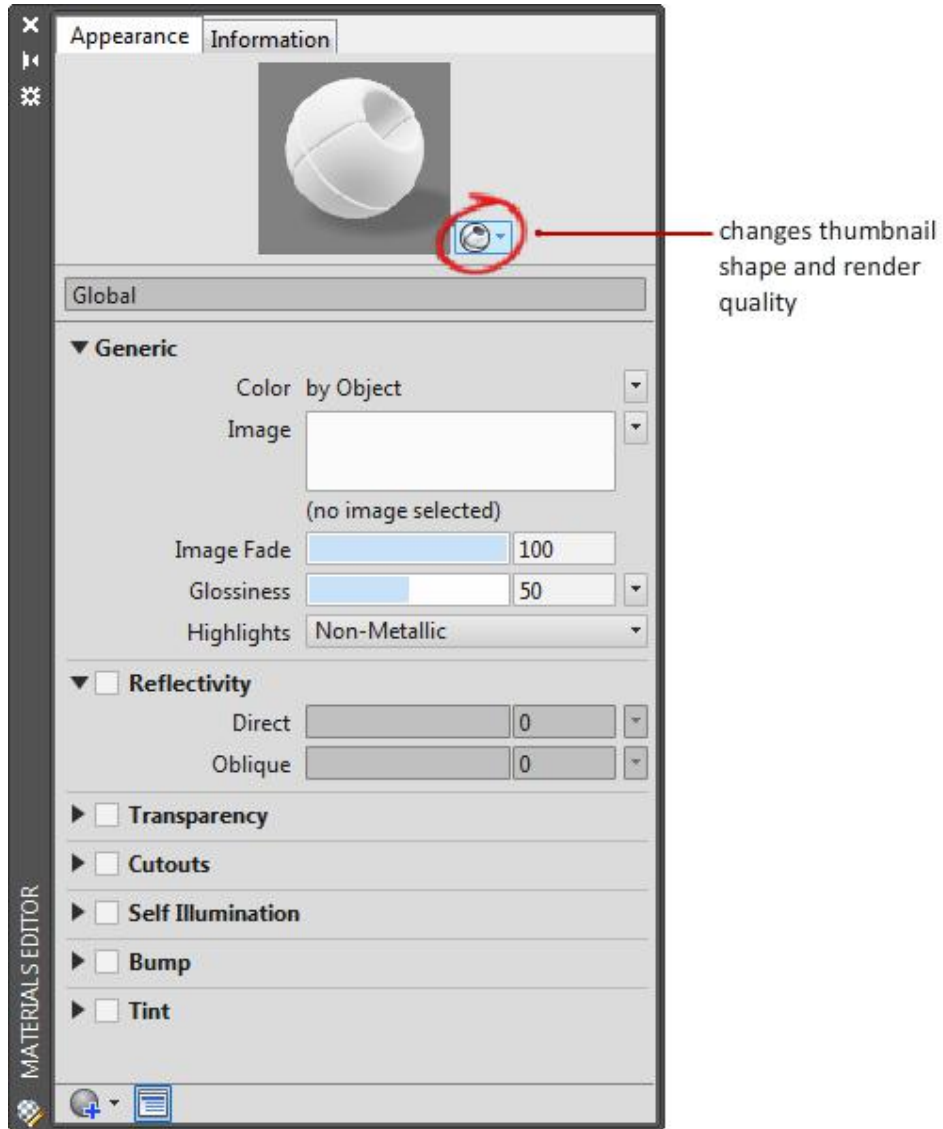 Appearance Information
changes thumbnail
shape and render
quality
Global
Generic
Color by Object
Image
(no image selected)
Image Fade 100
Glossiness 50
Highlights Non-Metallic
Reflectivity
Direct 0
Oblique 0
Transparency
Cutouts
Self Illumination
Bump
Tint
MATERIALS EDITOR